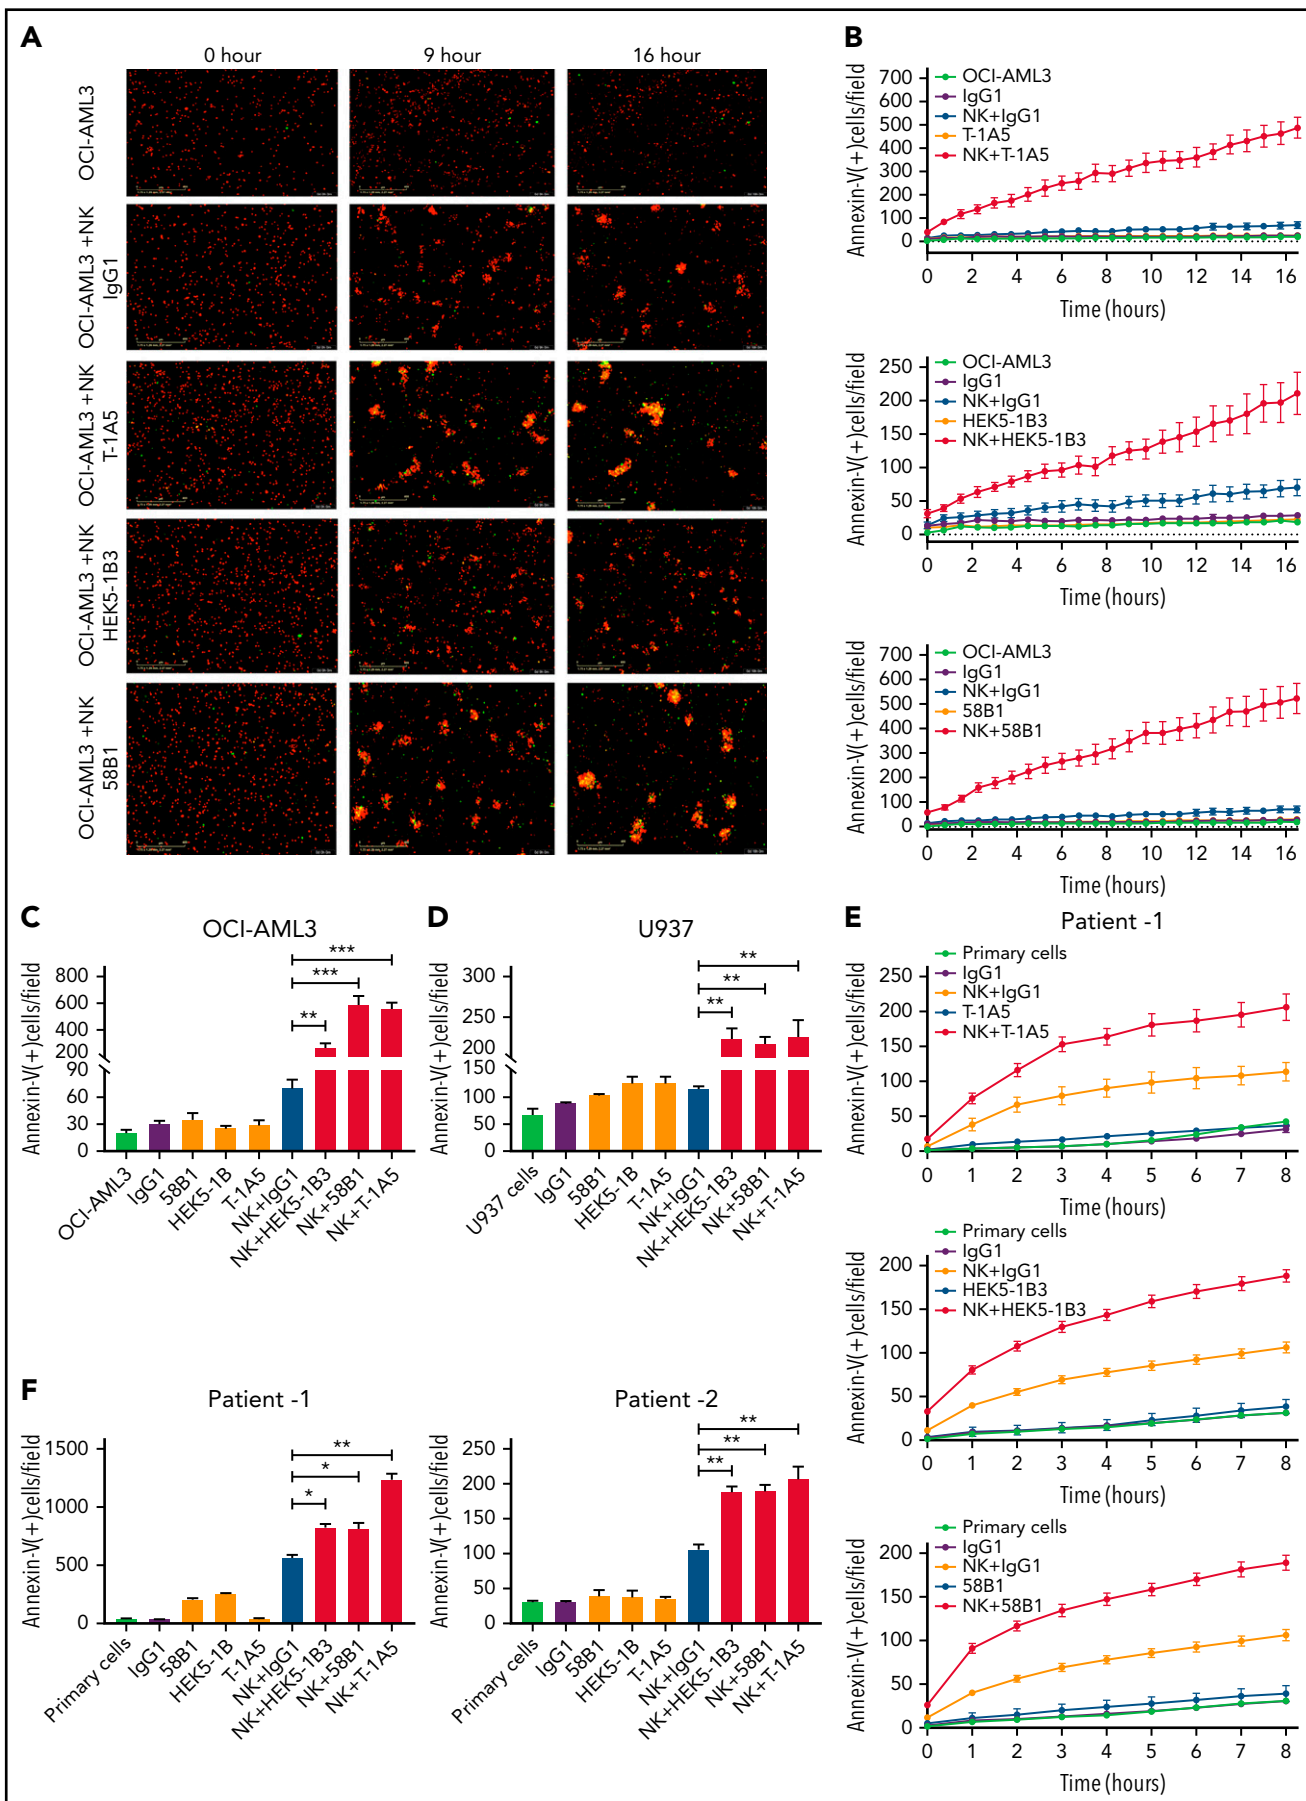 A
0 hour
9 hour
16 hour
OCI-AML3
OCI-AML3 +NK
IgG1
OCI-AML3 +NK
T-1A5
OCI-AML3 +NK
HEK5-1B3
OCI-AML3 +NK
58B1
B
Annexin-V(+)cells/field
700
600
500
400
300
200
100
0
OCI-AML3
IgG1
NK+IgG1
T-1A5
NK+T-1A5
0 2 4 6 8 10 12 14 16
Time (hours)
Annexin-V(+)cells/field
250
200
150
100
50
0
OCI-AML3
IgG1
NK+IgG1
HEK5-1B3
NK+HEK5-1B3
0 2 4 6 8 10 12 14 16
Time (hours)
Annexin-V(+)cells/field
700
600
500
400
300
200
100
0
OCI-AML3
IgG1
NK+IgG1
58B1
NK+58B1
0 2 4 6 8 10 12 14 16
Time (hours)
C
OCI-AML3
Annexin-V(+)cells/field
800
600
400
200
90
60
30
0
***
***
**
OCI-AML3
IgG1
58B1
HEK5-1B
T-1A5
NK+IgG1
NK+HEK5-1B3
NK+58B1
NK+T-1A5
D
U937
Annexin-V(+)cells/field
300
250
200
150
100
50
0
**
**
**
U937 cells
IgG1
58B1
HEK5-1B
T-1A5
NK+IgG1
NK+HEK5-1B3
NK+58B1
NK+T-1A5
E
Patient -1
Annexin-V(+)cells/field
250
200
150
100
50
0
Primary cells
IgG1
NK+IgG1
T-1A5
NK+T-1A5
0 1 2 3 4 5 6 7 8
Time (hours)
Annexin-V(+)cells/field
200
150
100
50
0
Primary cells
IgG1
NK+IgG1
HEK5-1B3
NK+HEK5-1B3
0 1 2 3 4 5 6 7 8
Time (hours)
Annexin-V(+)cells/field
200
150
100
50
0
Primary cells
IgG1
NK+IgG1
58B1
NK+58B1
0 1 2 3 4 5 6 7 8
Time (hours)
F
Patient -1
Annexin-V(+)cells/field
1500
1000
500
0
**
*
*
Primary cells
IgG1
58B1
HEK5-1B
T-1A5
NK+IgG1
NK+HEK5-1B3
NK+58B1
NK+T-1A5
Patient -2
Annexin-V(+)cells/field
250
200
150
100
50
0
**
**
**
Primary cells
IgG1
58B1
HEK5-1B
T-1A5
NK+IgG1
NK+HEK5-1B3
NK+58B1
NK+T-1A5